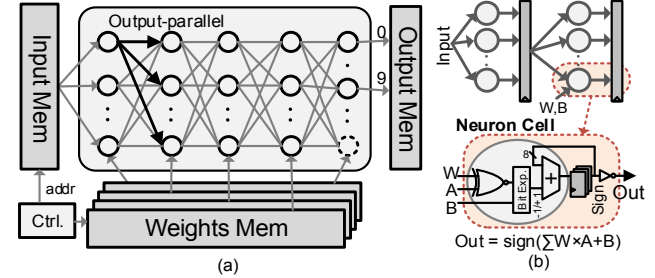 Output-parallel
Input Mem
0
9
Output Mem
addr
Ctrl.
Weights Mem
(a)
Input
W,B
Neuron Cell
8
W
A
B
Bit Exp.
-1/+1
+
Sign
Out
Out = sign(∑W×A+B)
(b)